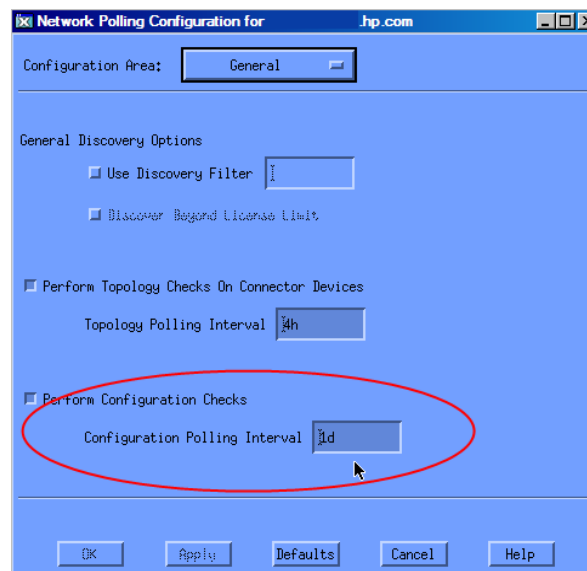 Network Polling Configuration for .hp.com
Configuration Area: General
General Discovery Options
Use Discovery Filter
Discover Beyond License Limit
Perform Topology Checks On Connector Devices
Topology Polling Interval 4h
Perform Configuration Checks
Configuration Polling Interval 1d
OK Apply Defaults Cancel Help